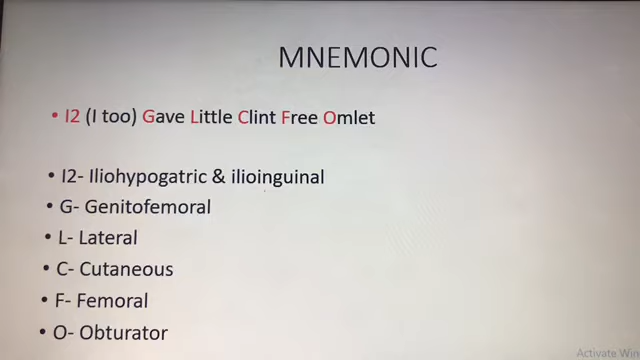 MNEMONIC
• I2 (I too) Gave Little Clint Free Omlet
• I2- Iliohypogatric & ilioinguinal
• G- Genitofemoral
• L- Lateral
• C- Cutaneous
• F- Femoral
• O- Obturator
Activate Win